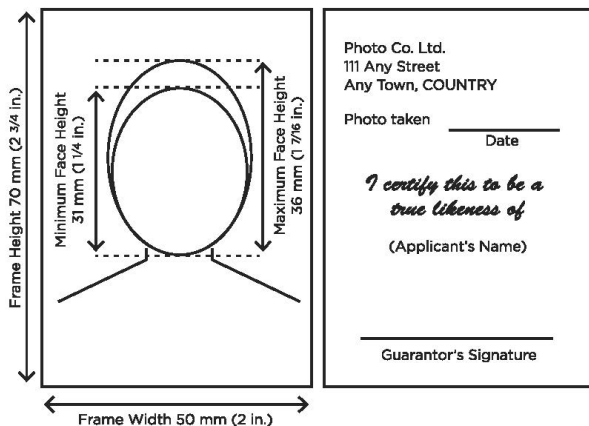 Frame Height 70 mm (2 3/4 in.)
Minimum Face Height
31 mm (1 1/4 in.)
Maximum Face Height
36 mm (1 7/16 in.)
Frame Width 50 mm (2 in.)
Photo Co. Ltd.
111 Any Street
Any Town, COUNTRY
Photo taken
Date
I certify this to be a
true likeness of
(Applicant's Name)
Guarantor's Signature